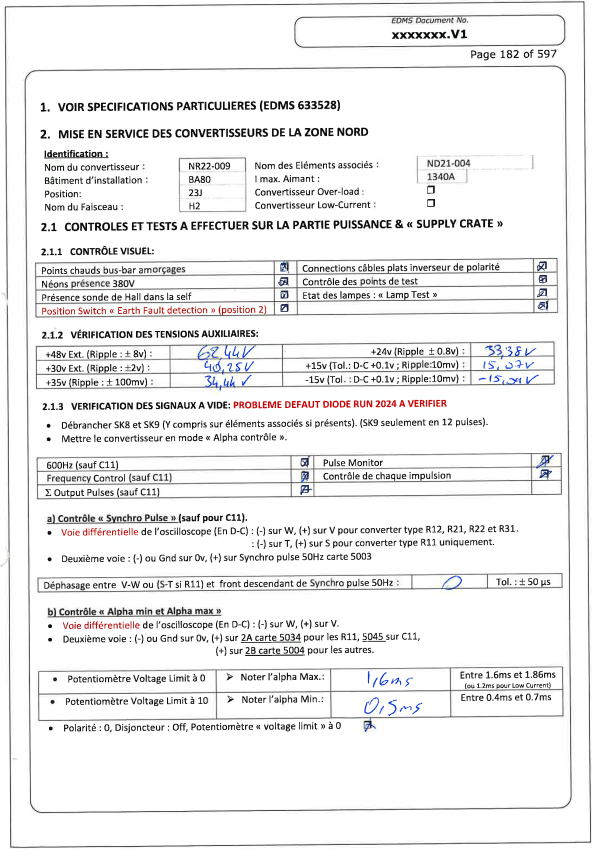 EDMS Document No.
xxxxxxx.V1
Page 182 of 597
1. VOIR SPECIFICATIONS PARTICULIERES (EDMS 633528)
2. MISE EN SERVICE DES CONVERTISSEURS DE LA ZONE NORD
Identification :
Nom du convertisseur : NR22-009 Nom des Eléments associés : ND21-004
Bâtiment d'installation : BA80 I max. Aimant : 1340A
Position: 23J Convertisseur Over-load : ☐
Nom du Faisceau : H2 Convertisseur Low-Current : ☐
2.1 CONTROLES ET TESTS A EFFECTUER SUR LA PARTIE PUISSANCE & « SUPPLY CRATE »
2.1.1 CONTRÔLE VISUEL:
Points chauds bus-bar amorçages ☑ Connections câbles plats inverseur de polarité ☑
Néons présence 380V ☑ Contrôle des points de test ☑
Présence sonde de Hall dans la self ☑ Etat des lampes : « Lamp Test » ☑
Position Switch « Earth Fault detection » (position 2) ☑ ☑
2.1.2 VÉRIFICATION DES TENSIONS AUXILIAIRES:
+48v Ext. (Ripple : ± 8v) : 62,44V +24v (Ripple ± 0.8v) : 33,38V
+30v Ext. (Ripple : ±2v) : 40,25V +15v (Tol.: D-C +0.1v ; Ripple:10mv) : 15,07V
+35v (Ripple : ± 100mv) : 34,44V -15v (Tol. : D-C +0.1v ; Ripple:10mv) : -15,04V
2.1.3 VERIFICATION DES SIGNAUX A VIDE: PROBLEME DEFAUT DIODE RUN 2024 A VERIFIER
• Débrancher SK8 et SK9 (Y compris sur éléments associés si présents). (SK9 seulement en 12 pulses).
• Mettre le convertisseur en mode « Alpha contrôle ».
600Hz (sauf C11) ☑ Pulse Monitor ☑
Frequency Control (sauf C11) ☑ Contrôle de chaque impulsion ☑
Σ Output Pulses (sauf C11) ☑
a) Contrôle « Synchro Pulse » (sauf pour C11).
• Voie différentielle de l'oscilloscope (En D-C) : (-) sur W, (+) sur V pour converter type R12, R21, R22 et R31.
: (-) sur T, (+) sur S pour converter type R11 uniquement.
• Deuxième voie : (-) ou Gnd sur 0v, (+) sur Synchro pulse 50Hz carte 5003
Déphasage entre V-W ou (S-T si R11) et front descendant de Synchro pulse 50Hz : 0 Tol. : ± 50 µs
b) Contrôle « Alpha min et Alpha max »
• Voie différentielle de l'oscilloscope (En D-C) : (-) sur W, (+) sur V.
• Deuxième voie : (-) ou Gnd sur 0v, (+) sur 2A carte 5034 pour les R11, 5045 sur C11,
(+) sur 2B carte 5004 pour les autres.
• Potentiomètre Voltage Limit à 0 ➢ Noter l'alpha Max.: 1,6ms Entre 1.6ms et 1.86ms
(ou 1.2ms pour Low Current)
• Potentiomètre Voltage Limit à 10 ➢ Noter l'alpha Min.: 0,5ms Entre 0.4ms et 0.7ms
• Polarité : 0, Disjoncteur : Off, Potentiomètre « voltage limit » à 0 ☑